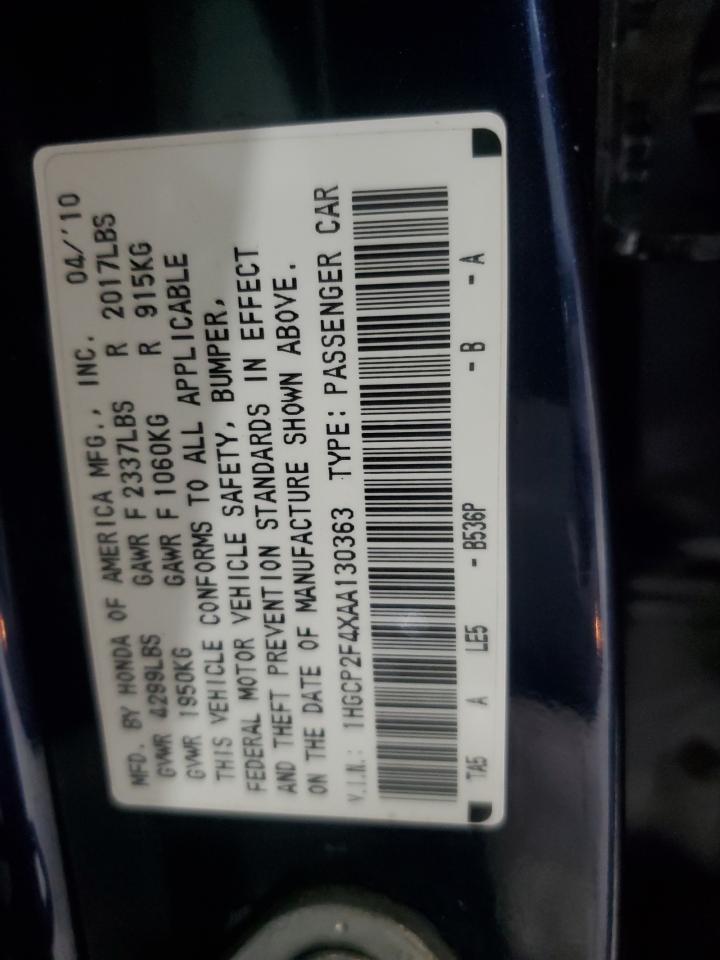 MFD. BY HONDA OF AMERICA MFG., INC. 04/'10
GVWR 4299LBS GAWR F 2337LBS R 2017LBS
GVWR 1950KG GAWR F 1060KG R 915KG
THIS VEHICLE CONFORMS TO ALL APPLICABLE
FEDERAL MOTOR VEHICLE SAFETY, BUMPER,
AND THEFT PREVENTION STANDARDS IN EFFECT
ON THE DATE OF MANUFACTURE SHOWN ABOVE.
V.I.N.: 1HGCP2F4XAA130363 TYPE: PASSENGER CAR
TA5 A LE5 - B536P - B - A